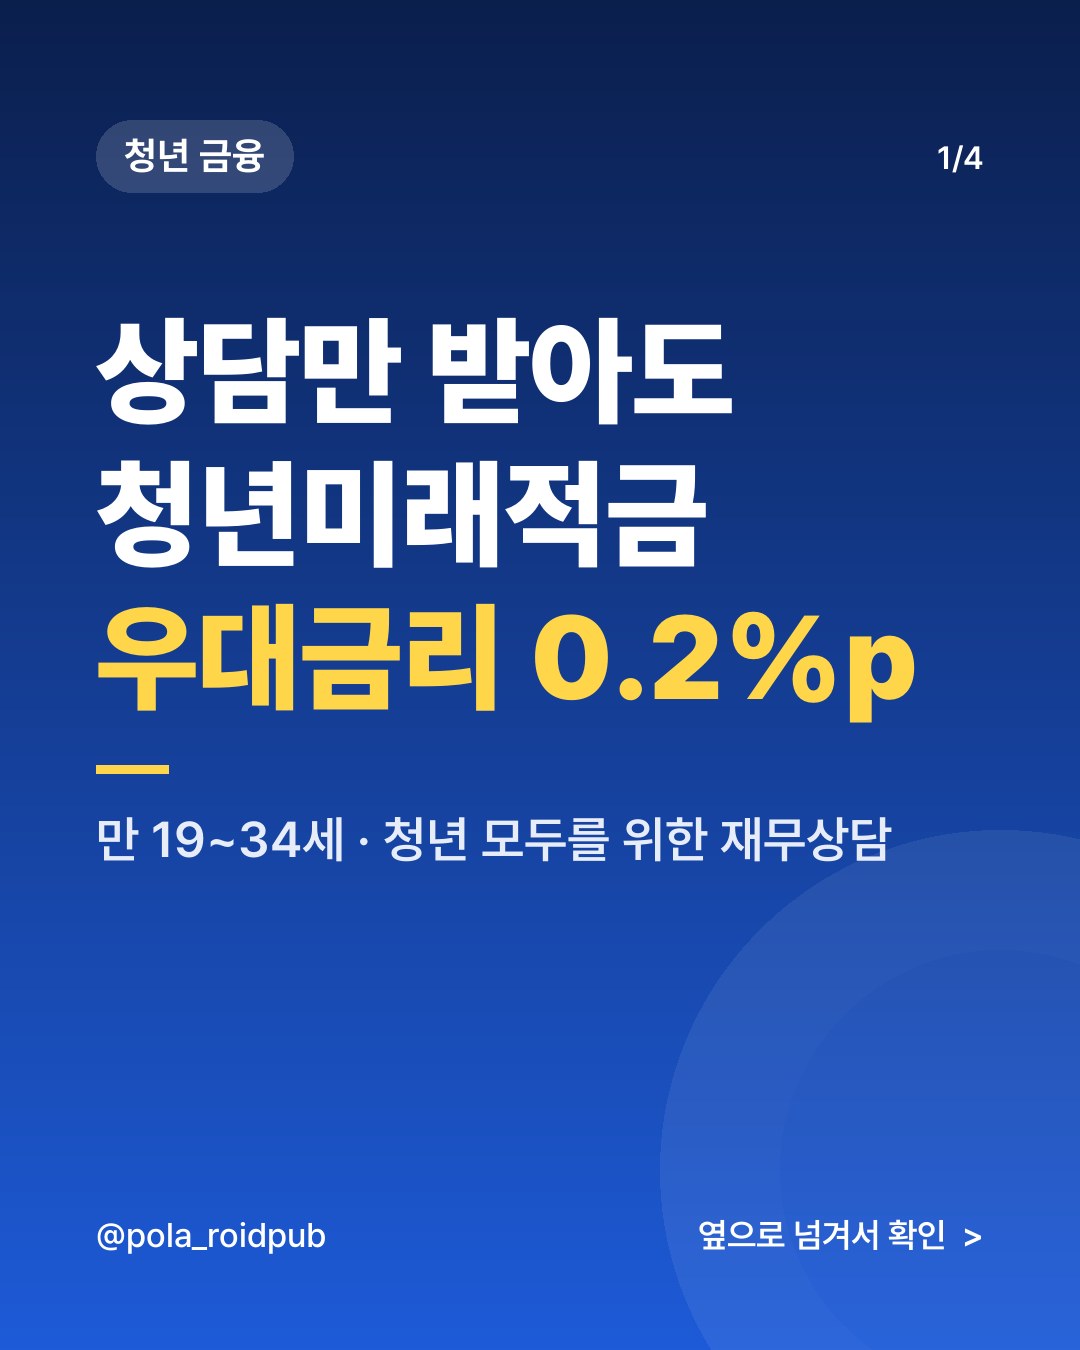 청년 금융
1/4
상담만 받아도
청년미래적금
우대금리 0.2%p
만 19~34세 · 청년 모두를 위한 재무상담
@pola_roidpub
옆으로 넘겨서 확인 >